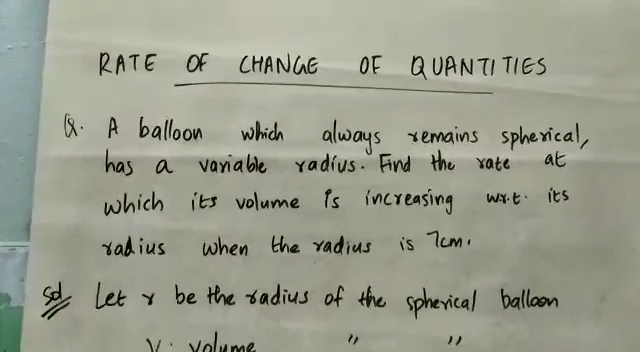 RATE OF CHANGE OF QUANTITIES
Q. A balloon which always remains spherical,
has a variable radius. Find the rate at
which its volume is increasing w.r.t. its
radius when the radius is 7cm.
Sol Let r be the radius of the spherical balloon
V : volume " "